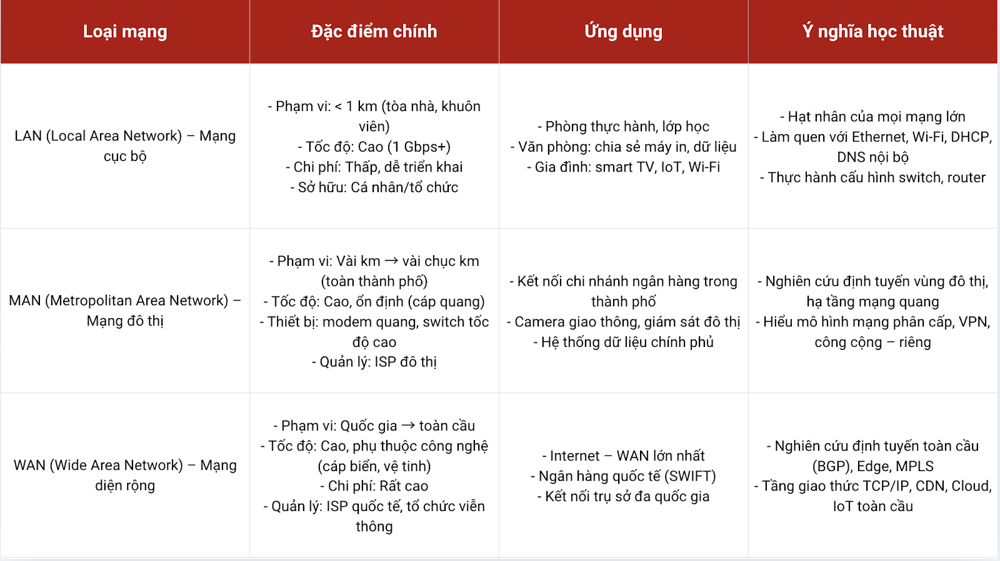 Loại mạng
Đặc điểm chính
Ứng dụng
Ý nghĩa học thuật
LAN (Local Area Network) – Mạng
cục bộ
- Phạm vi: < 1 km (tòa nhà, khuôn
viên)
- Tốc độ: Cao (1 Gbps+)
- Chi phí: Thấp, dễ triển khai
- Sở hữu: Cá nhân/tổ chức
- Phòng thực hành, lớp học
- Văn phòng: chia sẻ máy in, dữ liệu
- Gia đình: smart TV, IoT, Wi-Fi
- Hạt nhân của mọi mạng lớn
- Làm quen với Ethernet, Wi-Fi, DHCP,
DNS nội bộ
- Thực hành cấu hình switch, router
MAN (Metropolitan Area Network) –
Mạng đô thị
- Phạm vi: Vài km → vài chục km
(toàn thành phố)
- Tốc độ: Cao, ổn định (cáp quang)
- Thiết bị: modem quang, switch tốc
độ cao
- Quản lý: ISP đô thị
- Kết nối chi nhánh ngân hàng trong
thành phố
- Camera giao thông, giám sát đô thị
- Hệ thống dữ liệu chính phủ
- Nghiên cứu định tuyến vùng đô thị,
hạ tầng mạng quang
- Hiểu mô hình mạng phân cấp, VPN,
công cộng – riêng
WAN (Wide Area Network) – Mạng
diện rộng
- Phạm vi: Quốc gia → toàn cầu
- Tốc độ: Cao, phụ thuộc công nghệ
(cáp biển, vệ tinh)
- Chi phí: Rất cao
- Quản lý: ISP quốc tế, tổ chức viễn
thông
- Internet – WAN lớn nhất
- Ngân hàng quốc tế (SWIFT)
- Kết nối trụ sở đa quốc gia
- Nghiên cứu định tuyến toàn cầu
(BGP), Edge, MPLS
- Tầng giao thức TCP/IP, CDN, Cloud,
IoT toàn cầu